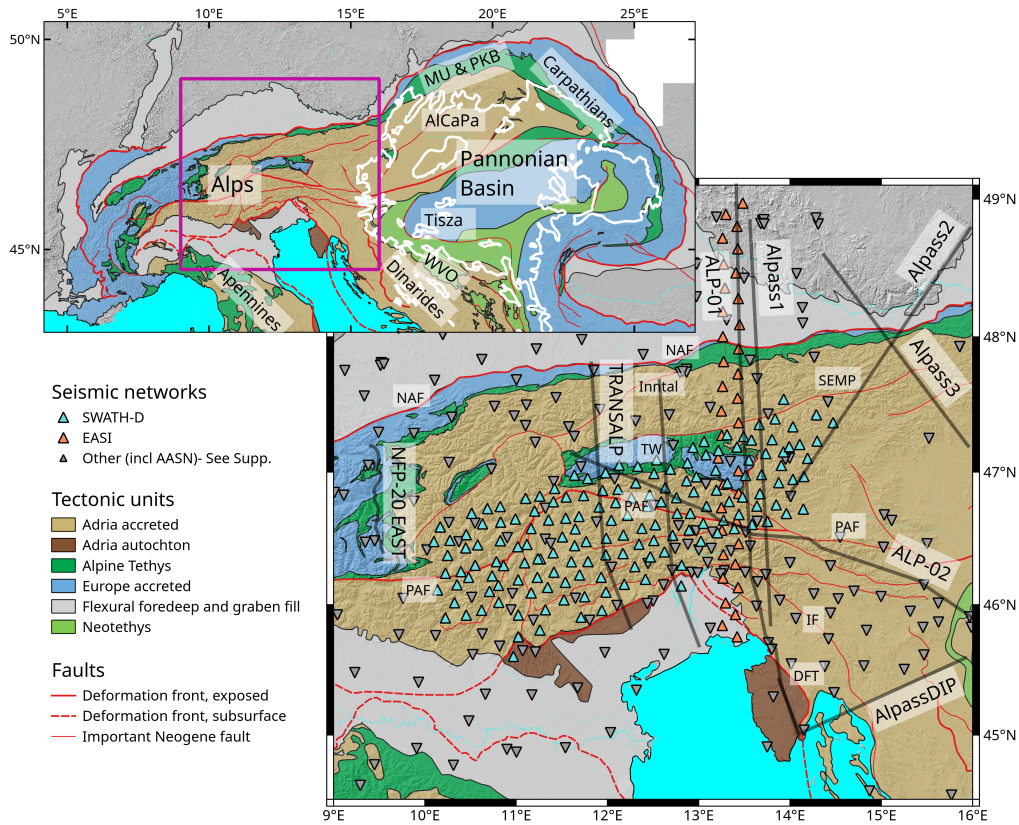 5°E
10°E
15°E
20°E
25°E
50°N
45°N
MU & PKB
Carpathians
AlCaPa
Pannonian
Basin
Alps
Tisza
WVO
Dinarides
Apennines
49°N
48°N
47°N
46°N
45°N
ALP-01
Alpass1
Alpass2
Alpass3
NAF
NAF
TRANSALP
Inntal
SEMP
TW
NFP-20 EAST
PAF
PAF
PAF
ALP-02
IF
DFT
AlpassDIP
9°E
10°E
11°E
12°E
13°E
14°E
15°E
16°E
Seismic networks
SWATH-D
EASI
Other (incl AASN)- See Supp.
Tectonic units
Adria accreted
Adria autochton
Alpine Tethys
Europe accreted
Flexural foredeep and graben fill
Neotethys
Faults
Deformation front, exposed
Deformation front, subsurface
Important Neogene fault